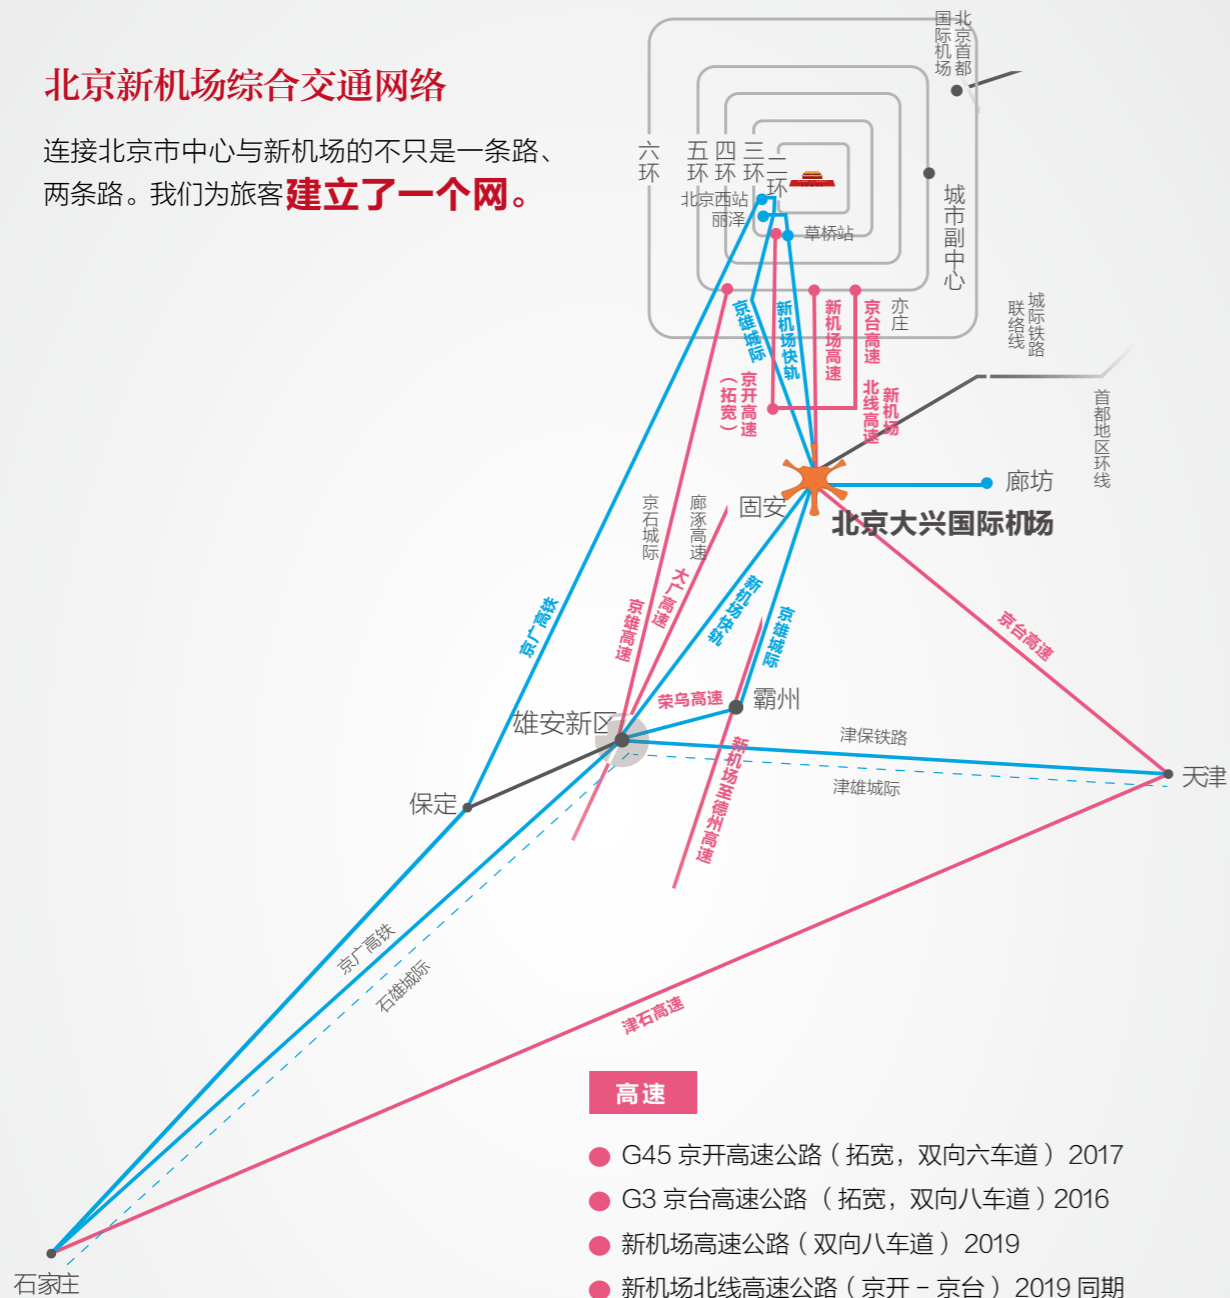 北京新机场综合交通网络
连接北京市中心与新机场的不只是一条路、
两条路。我们为旅客建立了一个网。
北京首都
国际机场
六环
五环
四环
三环
二环
北京西站
丽泽
草桥站
城市副中心
京雄城际
新机场快轨
新机场高速
京台高速
亦庄
城际铁路
联络线
京开高速
（拓宽）
新机场
北线高速
首都地区环线
廊坊
固安
北京大兴国际机场
京石城际
廊涿高速
大广高速
京雄高速
京广高铁
新机场快轨
京雄城际
京台高速
荣乌高速
霸州
雄安新区
新机场至德州高速
津保铁路
津雄城际
天津
保定
京广高铁
石雄城际
津石高速
石家庄
高速
G45 京开高速公路（拓宽，双向六车道） 2017
G3 京台高速公路 （拓宽，双向八车道）2016
新机场高速公路（双向八车道） 2019
新机场北线高速公路（京开 – 京台） 2019 同期